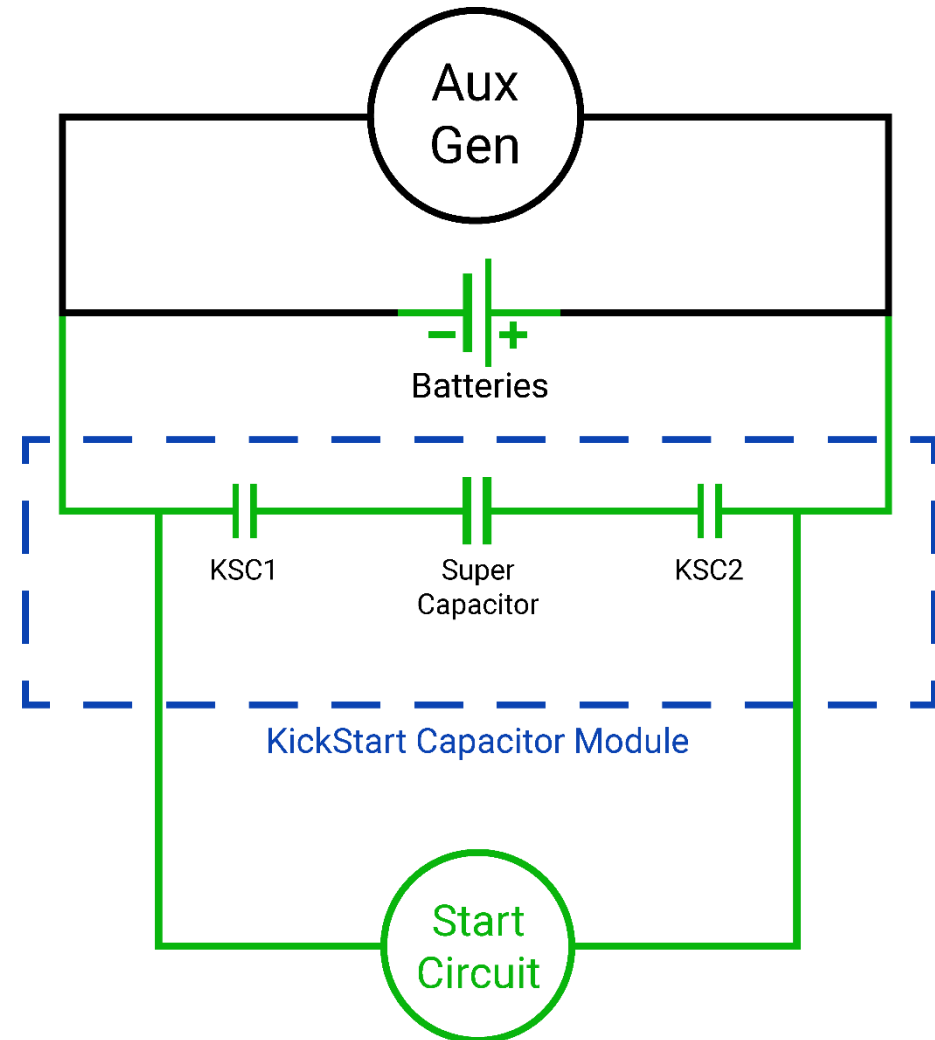 Aux
Gen
− +
Batteries
KSC1
Super
Capacitor
KSC2
KickStart Capacitor Module
Start
Circuit